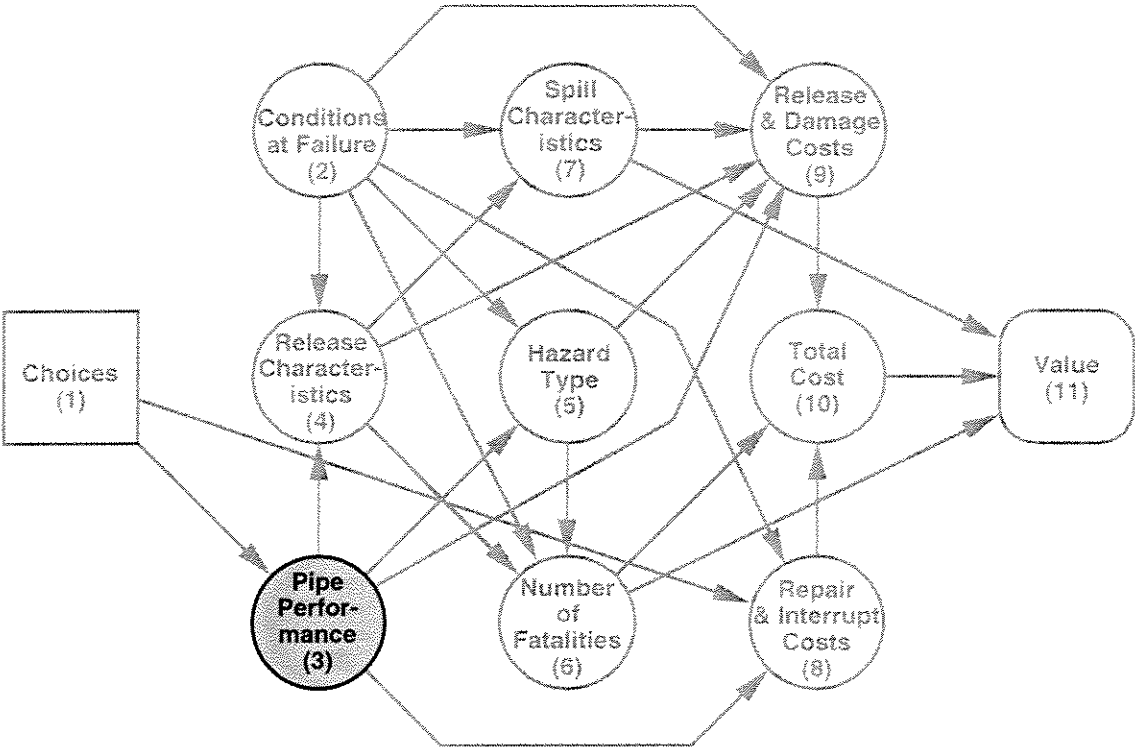 Conditions
at Failure
(2)
Spill
Character-
istics
(7)
Release
& Damage
Costs
(9)
Choices
(1)
Release
Character-
istics
(4)
Hazard
Type
(5)
Total
Cost
(10)
Value
(11)
Pipe
Perfor-
mance
(3)
Number
of
Fatalities
(6)
Repair
& Interrupt
Costs
(8)